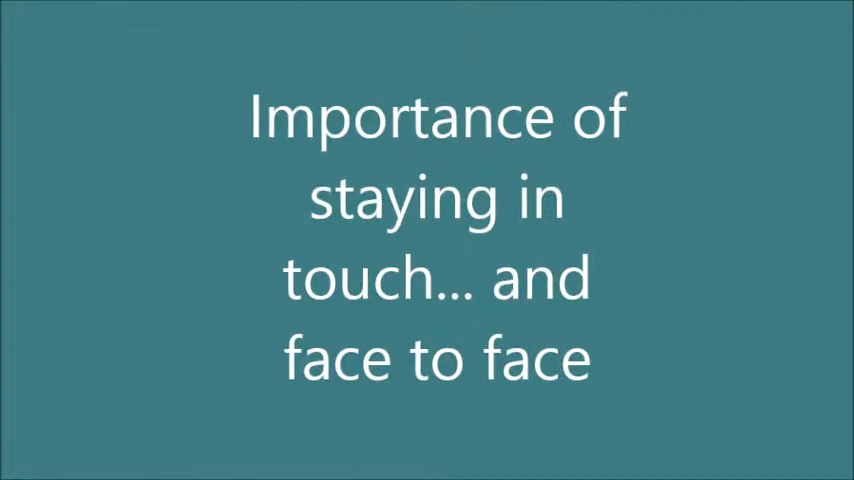 Importance of
staying in
touch... and
face to face